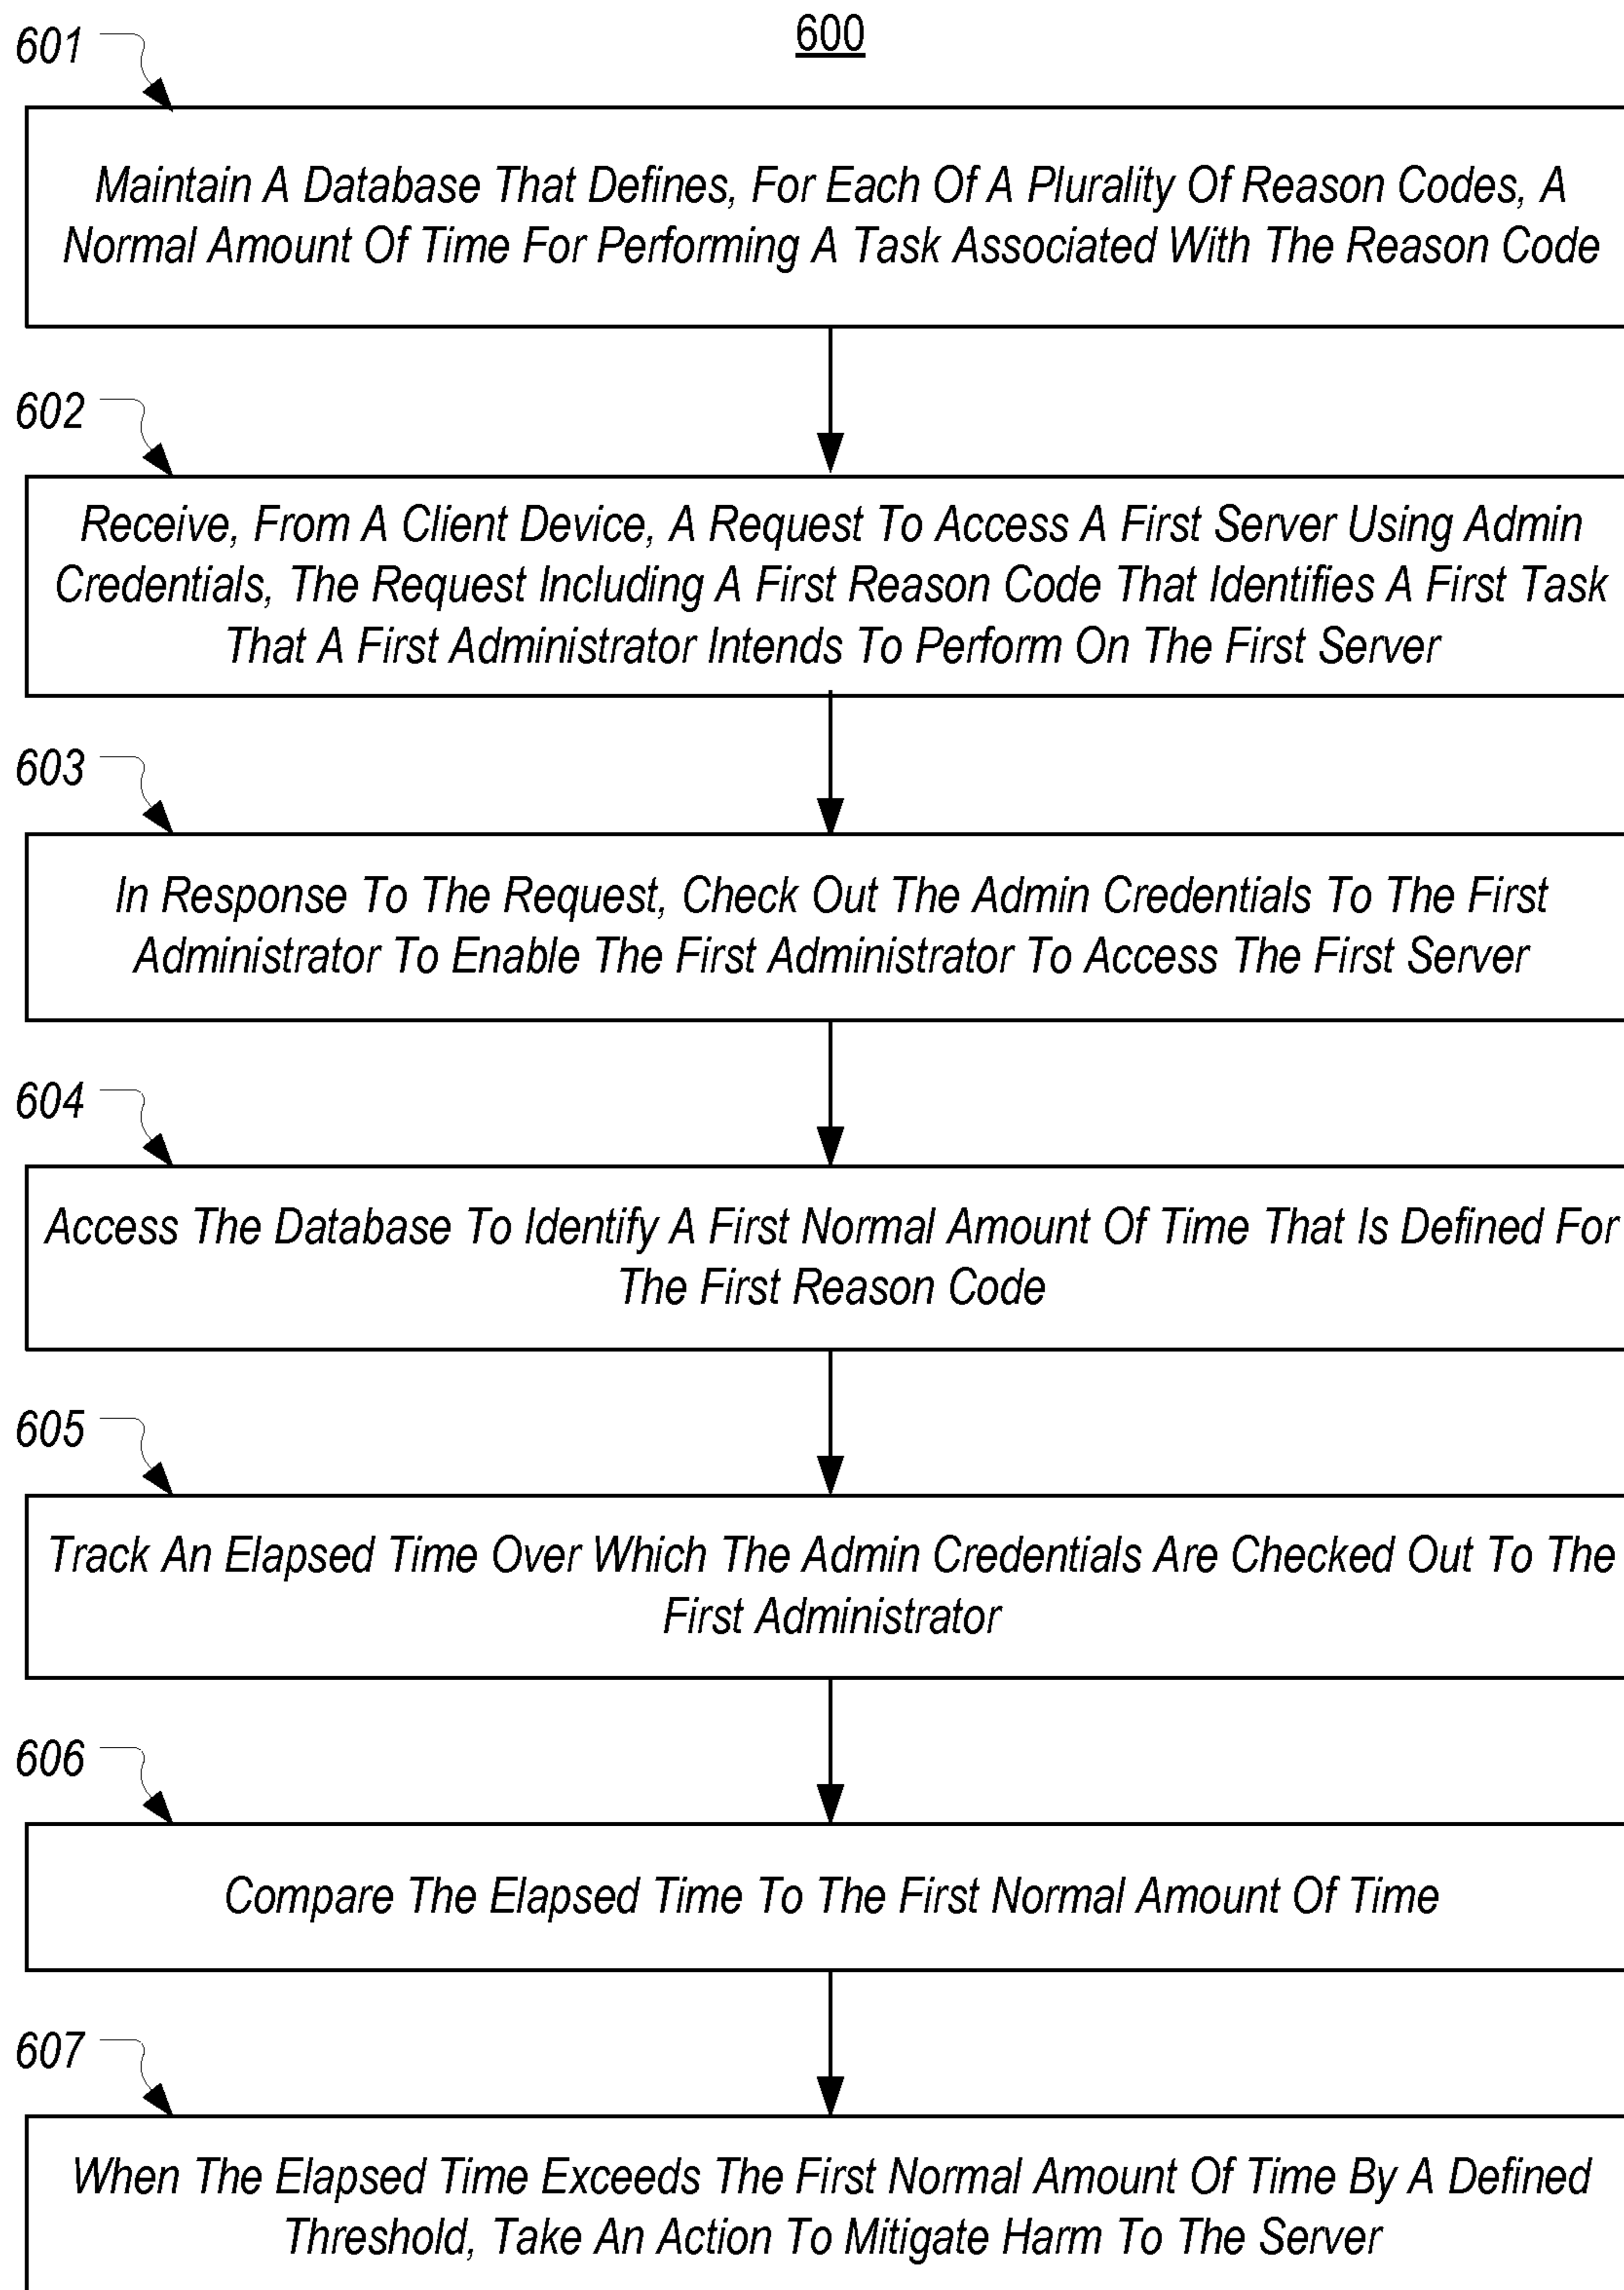 600
601
Maintain A Database That Defines, For Each Of A Plurality Of Reason Codes, A
Normal Amount Of Time For Performing A Task Associated With The Reason Code
602
Receive, From A Client Device, A Request To Access A First Server Using Admin
Credentials, The Request Including A First Reason Code That Identifies A First Task
That A First Administrator Intends To Perform On The First Server
603
In Response To The Request, Check Out The Admin Credentials To The First
Administrator To Enable The First Administrator To Access The First Server
604
Access The Database To Identify A First Normal Amount Of Time That Is Defined For
The First Reason Code
605
Track An Elapsed Time Over Which The Admin Credentials Are Checked Out To The
First Administrator
606
Compare The Elapsed Time To The First Normal Amount Of Time
607
When The Elapsed Time Exceeds The First Normal Amount Of Time By A Defined
Threshold, Take An Action To Mitigate Harm To The Server